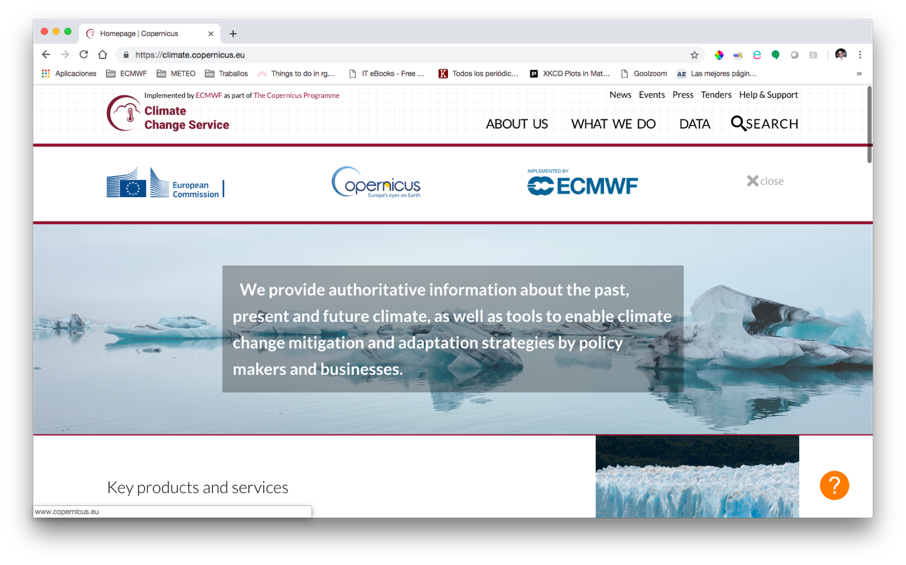 Homepage | Copernicus
https://climate.copernicus.eu
Aplicaciones ECMWF METEO Traballos Things to do in rg... IT eBooks - Free ... Todos los periódic... XKCD Plots in Mat... Goolzoom Las mejores págin... »
Implemented by ECMWF as part of The Copernicus Programme
News Events Press Tenders Help & Support
Climate
Change Service
ABOUT US WHAT WE DO DATA SEARCH
European
Commission
opernicus
Europe's eyes on Earth
IMPLEMENTED BY
ECMWF
close
We provide authoritative information about the past,
present and future climate, as well as tools to enable climate
change mitigation and adaptation strategies by policy
makers and businesses.
Key products and services
?
www.copernicus.eu